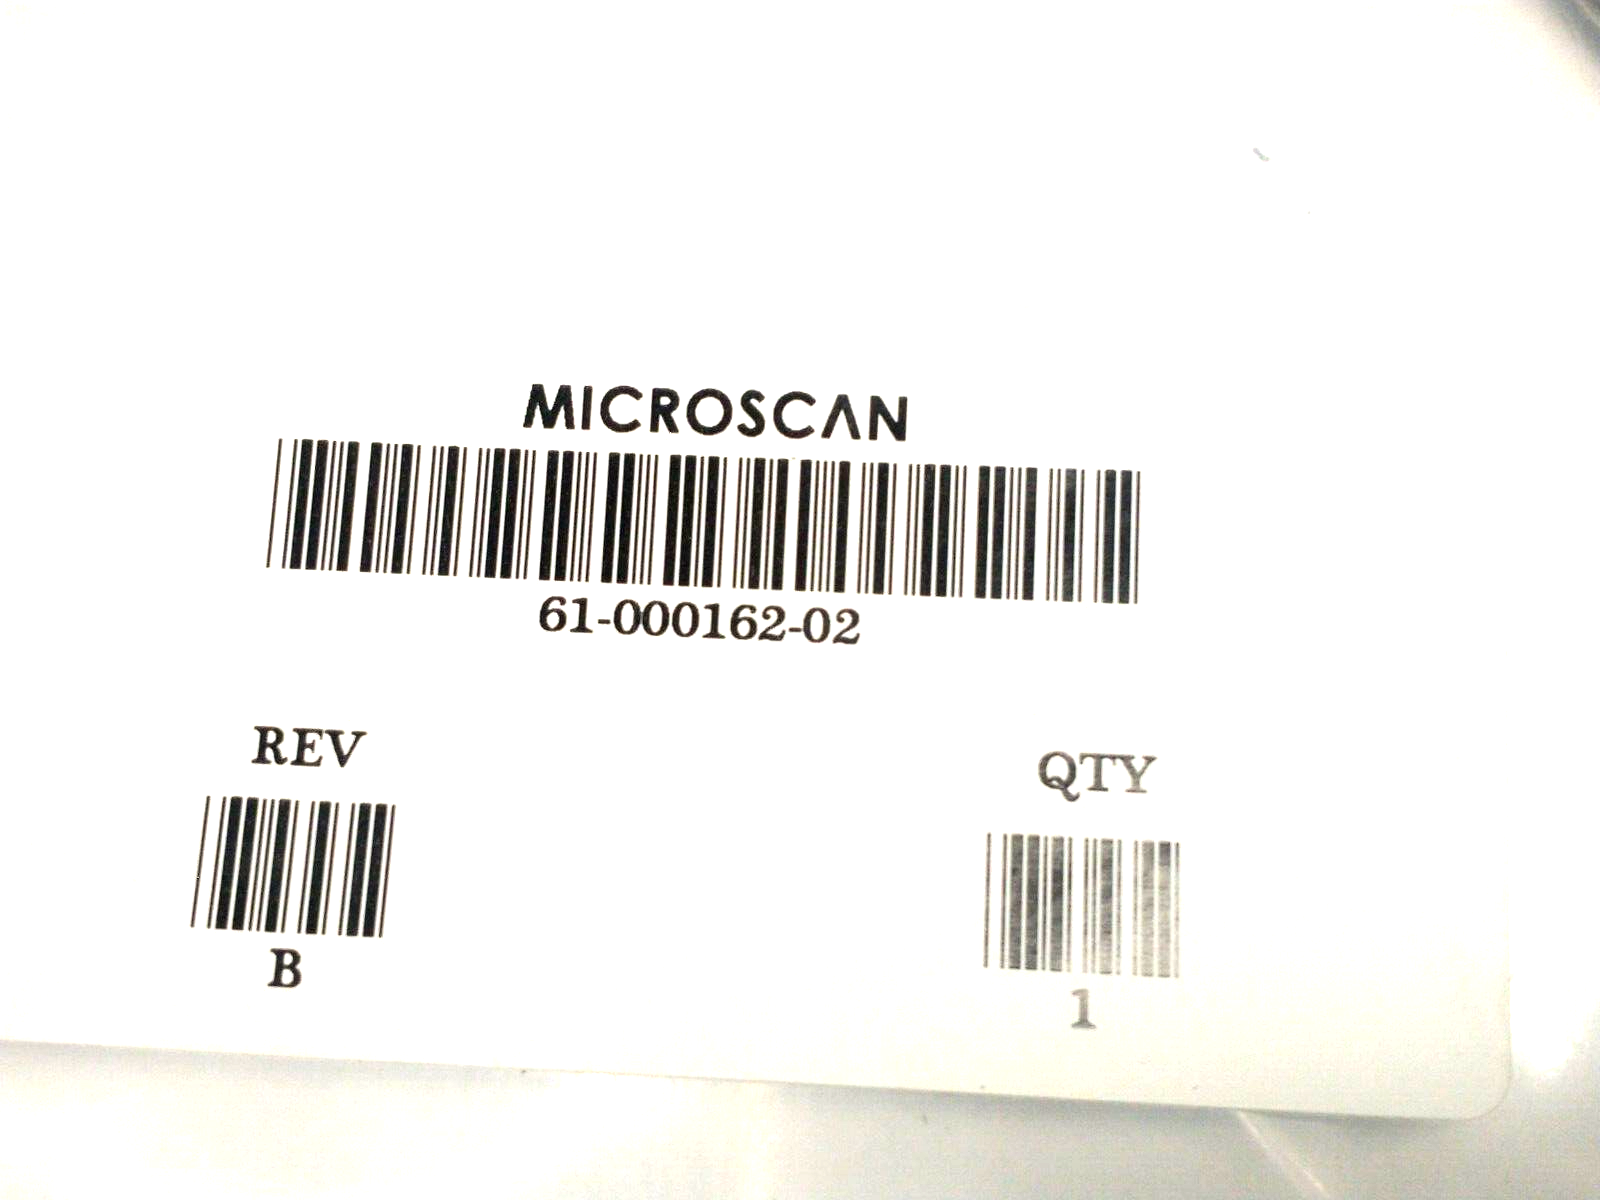 MICROSCAN
61-000162-02
REV
QTY
B
1